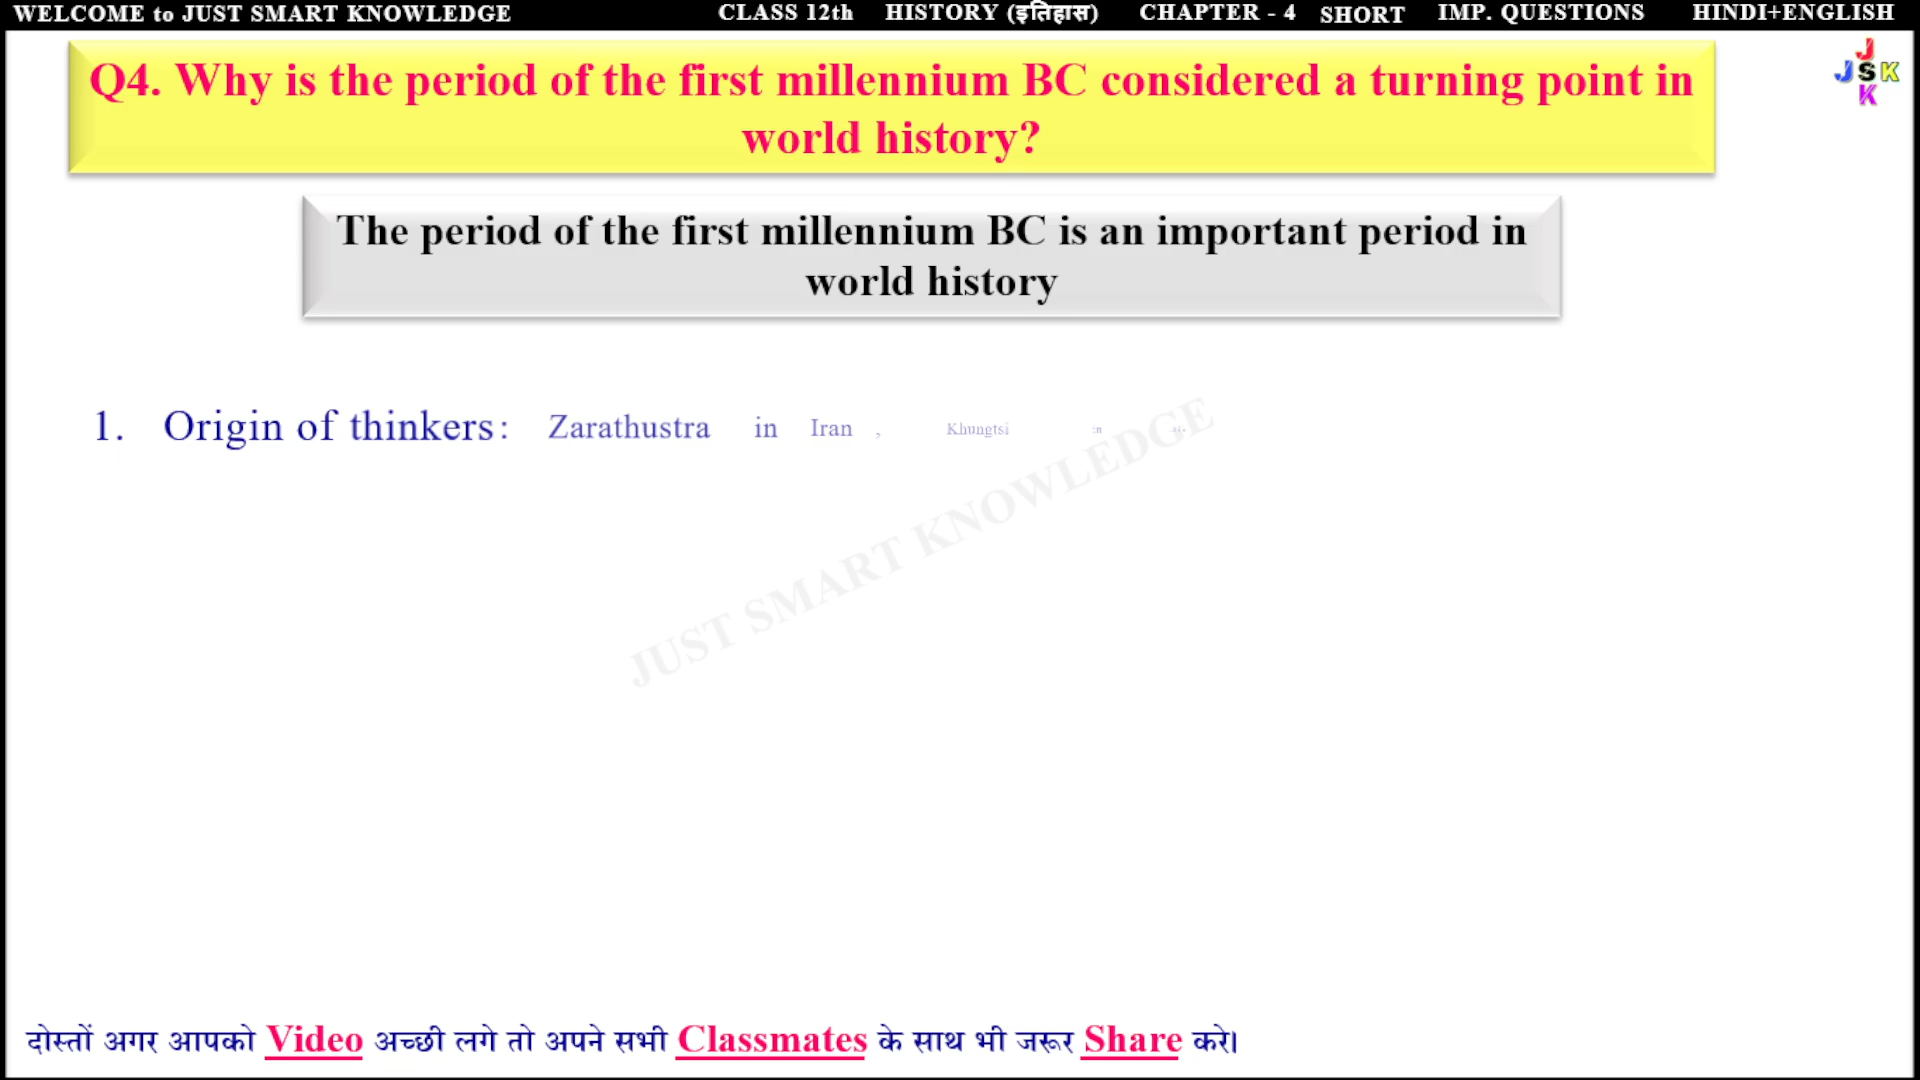 WELCOME to JUST SMART KNOWLEDGE CLASS 12th HISTORY (इतिहास) CHAPTER - 4 SHORT IMP. QUESTIONS HINDI+ENGLISH
J
JSK
K
Q4. Why is the period of the first millennium BC considered a turning point in
world history?
The period of the first millennium BC is an important period in
world history
1. Origin of thinkers: Zarathustra in Iran , Khungtsi in
JUST SMART KNOWLEDGE
दोस्तों अगर आपको Video अच्छी लगे तो अपने सभी Classmates के साथ भी जरूर Share करे।